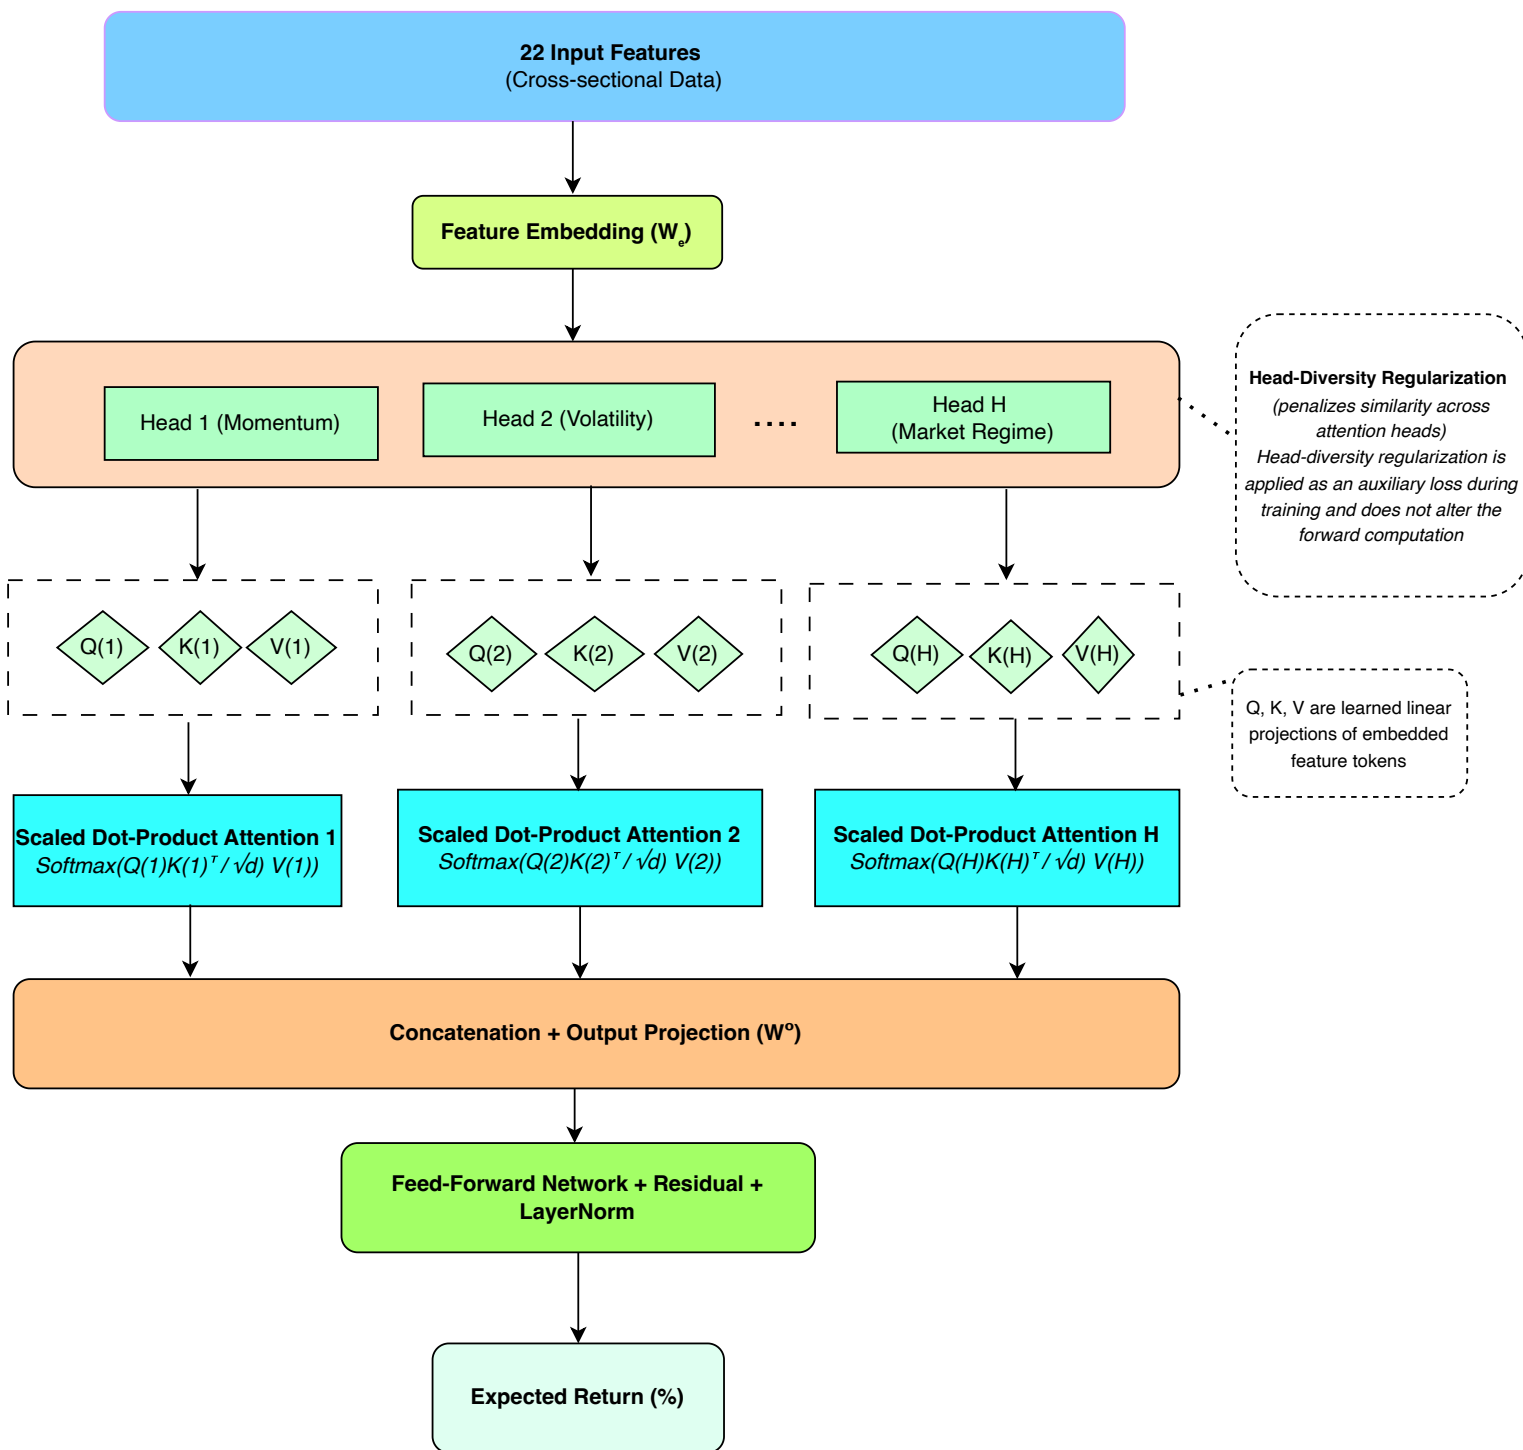 22 Input Features
(Cross-sectional Data)
Feature Embedding (Wₑ)
Head 1 (Momentum)
Head 2 (Volatility)
....
Head H
(Market Regime)
Head-Diversity Regularization
(penalizes similarity across
attention heads)
Head-diversity regularization is
applied as an auxiliary loss during
training and does not alter the
forward computation
Q(1)
K(1)
V(1)
Q(2)
K(2)
V(2)
Q(H)
K(H)
V(H)
Q, K, V are learned linear
projections of embedded
feature tokens
Scaled Dot-Product Attention 1
Softmax(Q(1)K(1)ᵀ / √d) V(1))
Scaled Dot-Product Attention 2
Softmax(Q(2)K(2)ᵀ / √d) V(2))
Scaled Dot-Product Attention H
Softmax(Q(H)K(H)ᵀ / √d) V(H))
Concatenation + Output Projection (Wᴼ)
Feed-Forward Network + Residual +
LayerNorm
Expected Return (%)